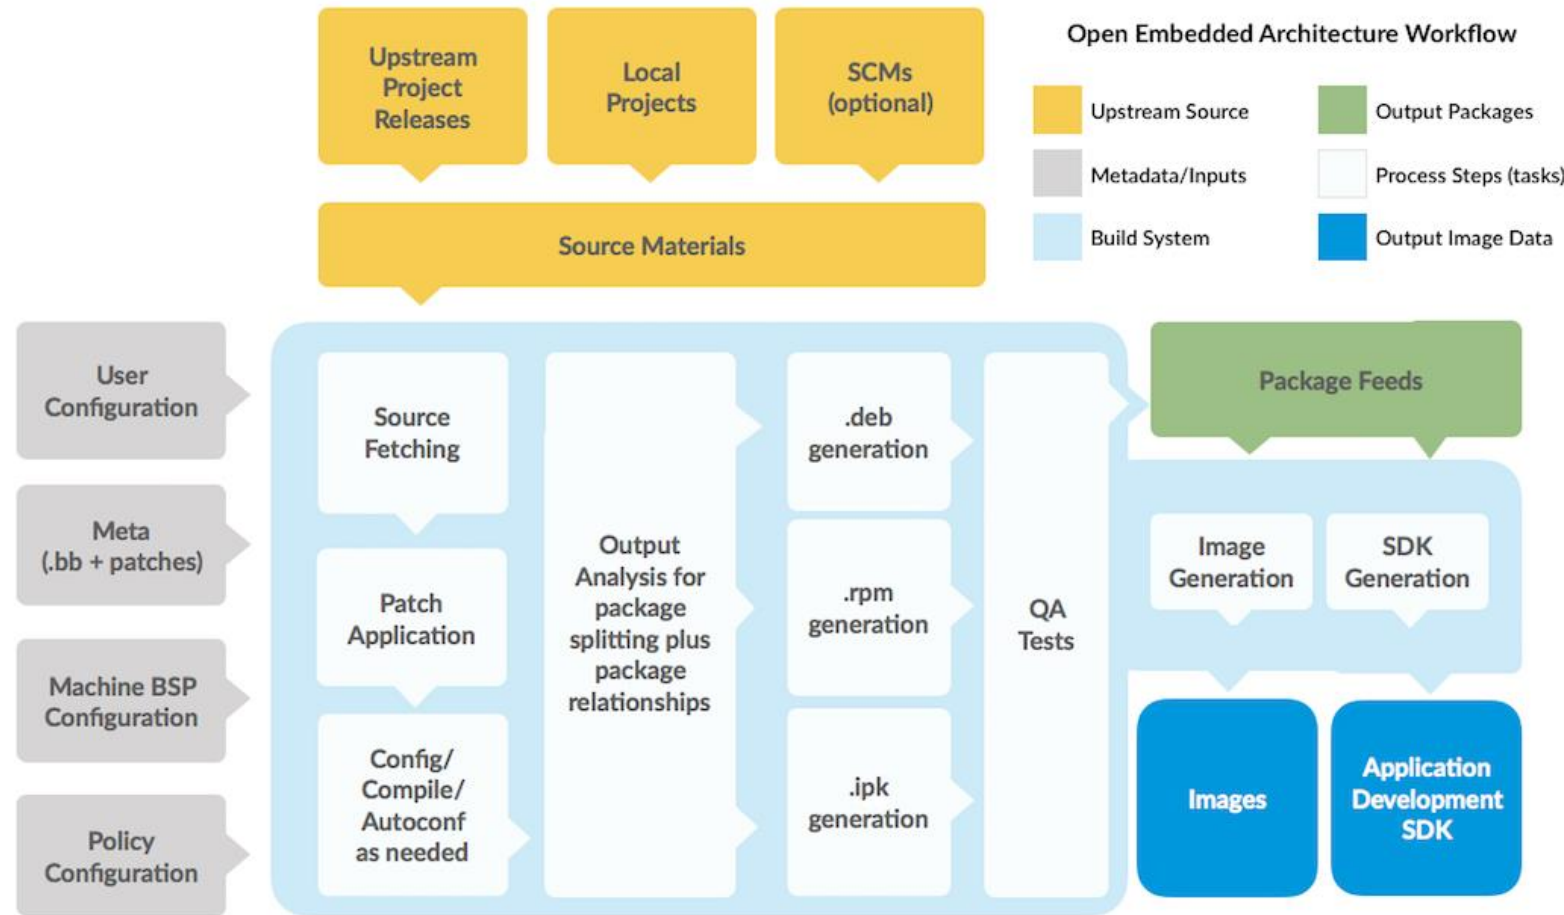 Upstream
Project
Releases
Local
Projects
SCMs
(optional)
Open Embedded Architecture Workflow
Upstream Source
Output Packages
Metadata/Inputs
Process Steps (tasks)
Build System
Output Image Data
Source Materials
User
Configuration
Meta
(.bb + patches)
Machine BSP
Configuration
Policy
Configuration
Source
Fetching
Patch
Application
Config/
Compile/
Autoconf
as needed
Output
Analysis for
package
splitting plus
package
relationships
.deb
generation
.rpm
generation
.ipk
generation
QA
Tests
Package Feeds
Image
Generation
SDK
Generation
Images
Application
Development
SDK